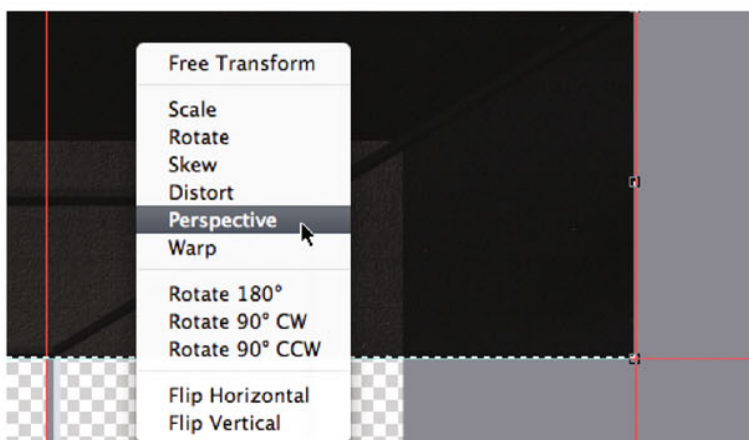 Free Transform
Scale
Rotate
Skew
Distort
Perspective
Warp
Rotate 180°
Rotate 90° CW
Rotate 90° CCW
Flip Horizontal
Flip Vertical